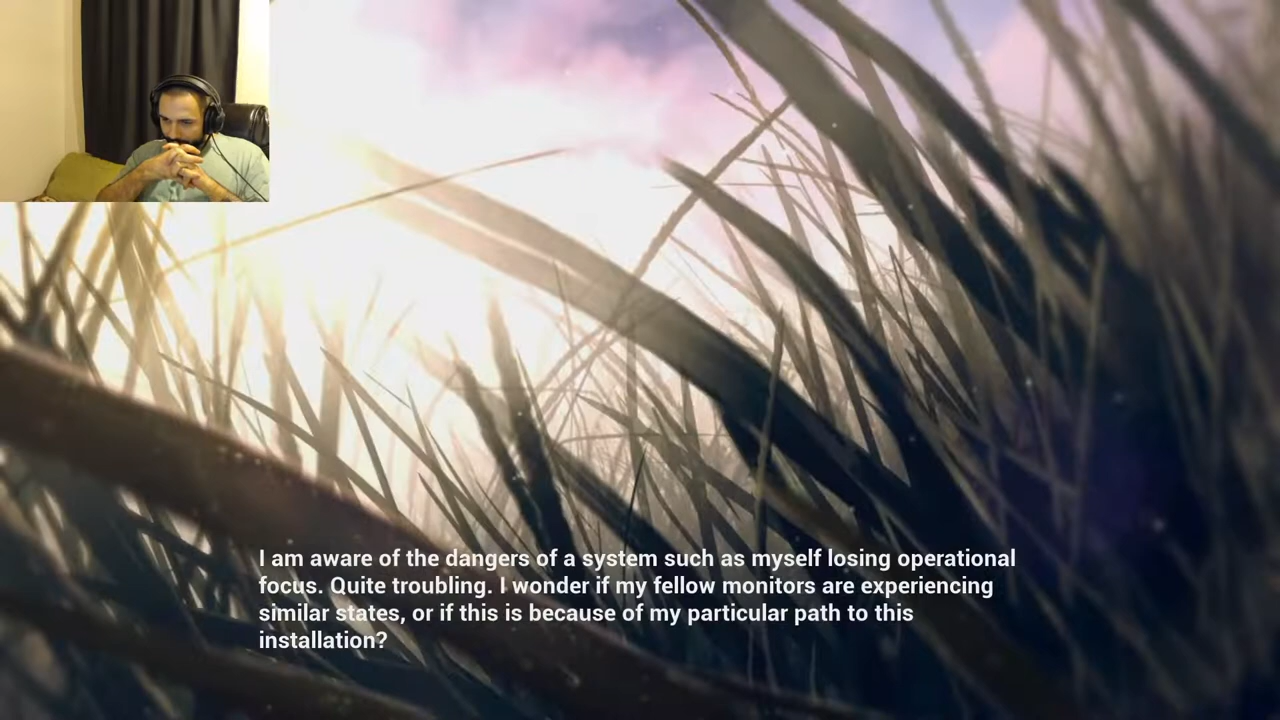 I am aware of the dangers of a system such as myself losing operational
focus. Quite troubling. I wonder if my fellow monitors are experiencing
similar states, or if this is because of my particular path to this
installation?